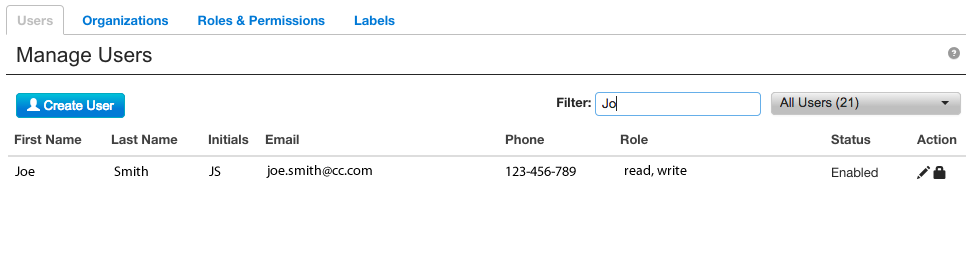 Users Organizations Roles & Permissions Labels
Manage Users ?
Create User Filter: Jo All Users (21)
First Name Last Name Initials Email Phone Role Status Action
Joe Smith JS joe.smith@cc.com 123-456-789 read, write Enabled